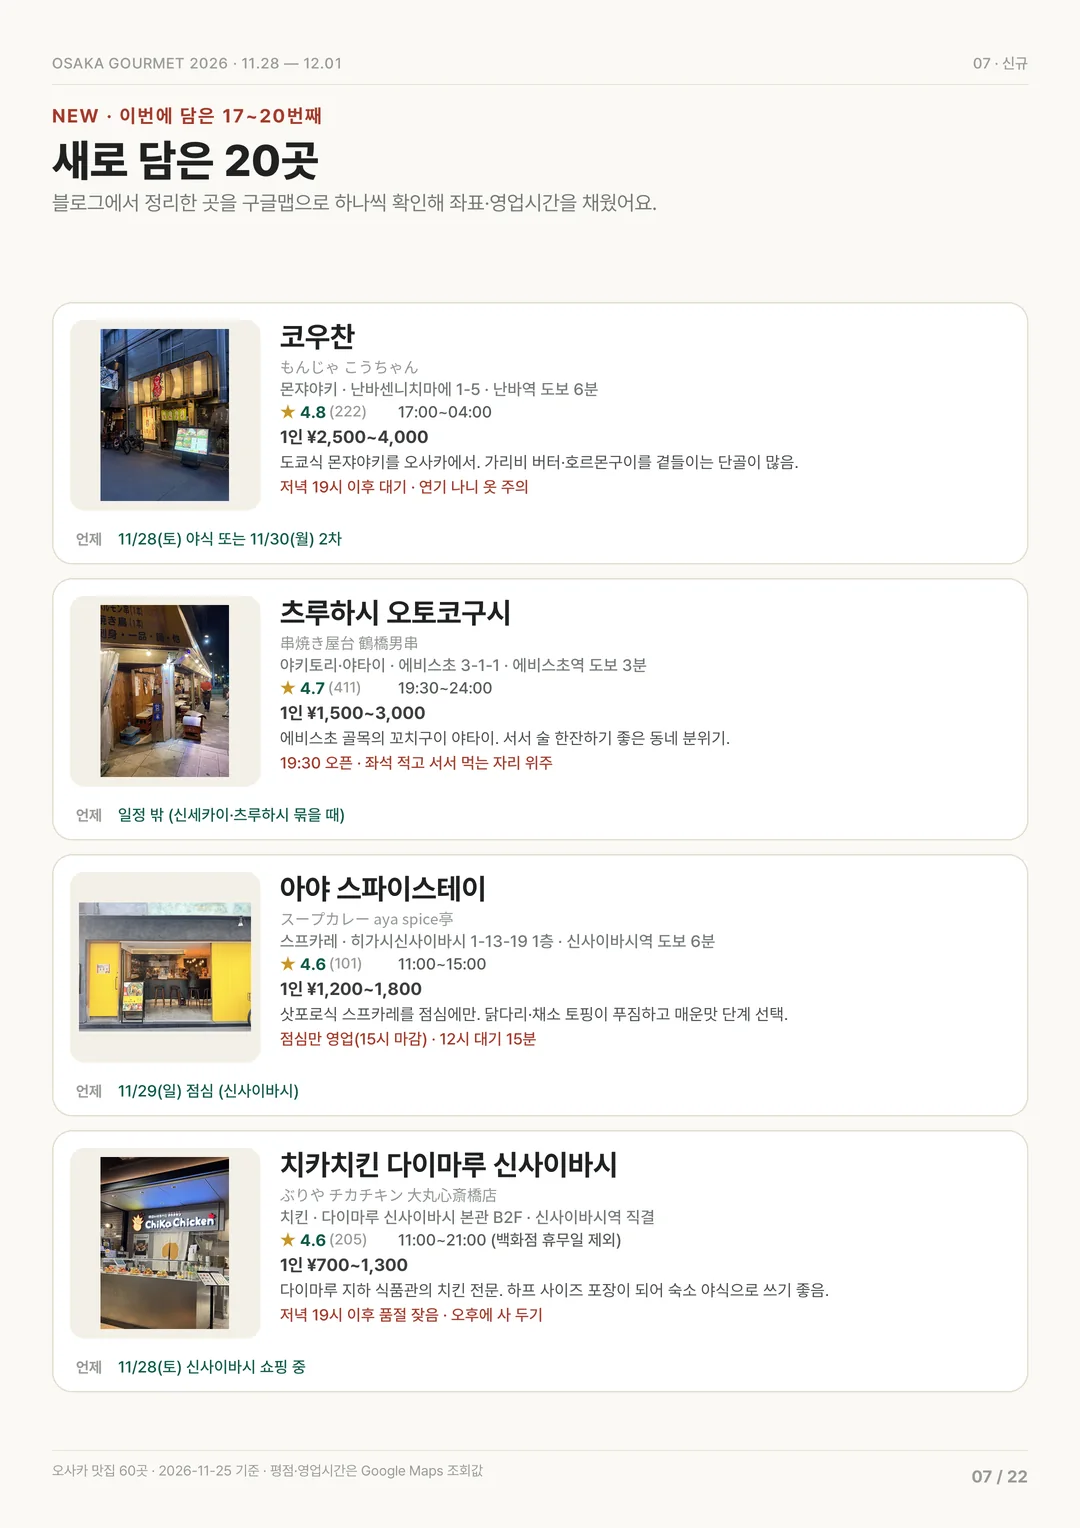 OSAKA GOURMET 2026 · 11.28 — 12.01
07 · 신규
NEW · 이번에 담은 17~20번째
새로 담은 20곳
블로그에서 정리한 곳을 구글맵으로 하나씩 확인해 좌표·영업시간을 채웠어요.
코우찬
もんじゃ こうちゃん
몬쟈야키 · 난바센니치마에 1-5 · 난바역 도보 6분
★ 4.8 (222) 17:00~04:00
1인 ¥2,500~4,000
도쿄식 몬쟈야키를 오사카에서. 가리비 버터·호르몬구이를 곁들이는 단골이 많음.
저녁 19시 이후 대기 · 연기 나니 옷 주의
언제 11/28(토) 야식 또는 11/30(월) 2차
츠루하시 오토코구시
串焼き屋台 鶴橋男串
야키토리·야타이 · 에비스초 3-1-1 · 에비스초역 도보 3분
★ 4.7 (411) 19:30~24:00
1인 ¥1,500~3,000
에비스초 골목의 꼬치구이 야타이. 서서 술 한잔하기 좋은 동네 분위기.
19:30 오픈 · 좌석 적고 서서 먹는 자리 위주
언제 일정 밖 (신세카이·츠루하시 묶을 때)
아야 스파이스테이
スープカレー aya spice亭
스프카레 · 히가시신사이바시 1-13-19 1층 · 신사이바시역 도보 6분
★ 4.6 (101) 11:00~15:00
1인 ¥1,200~1,800
삿포로식 스프카레를 점심에만. 닭다리·채소 토핑이 푸짐하고 매운맛 단계 선택.
점심만 영업(15시 마감) · 12시 대기 15분
언제 11/29(일) 점심 (신사이바시)
ChiKa Chicken
치카치킨 다이마루 신사이바시
ぶりや チカチキン 大丸心斎橋店
치킨 · 다이마루 신사이바시 본관 B2F · 신사이바시역 직결
★ 4.6 (205) 11:00~21:00 (백화점 휴무일 제외)
1인 ¥700~1,300
다이마루 지하 식품관의 치킨 전문. 하프 사이즈 포장이 되어 숙소 야식으로 쓰기 좋음.
저녁 19시 이후 품절 잦음 · 오후에 사 두기
언제 11/28(토) 신사이바시 쇼핑 중
오사카 맛집 60곳 · 2026-11-25 기준 · 평점·영업시간은 Google Maps 조회값
07 / 22